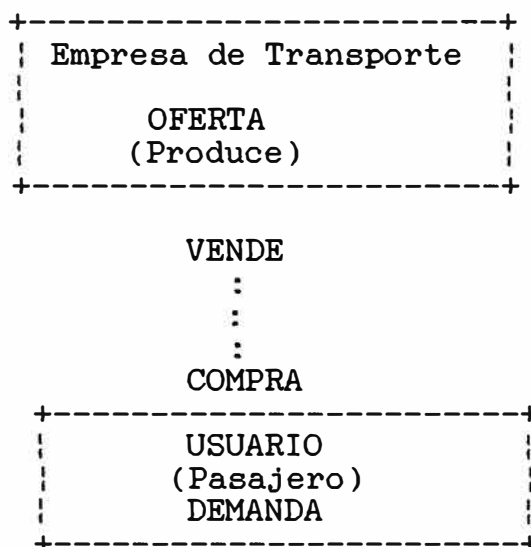 Empresa de Transporte
OFERTA
(Produce)
VENDE
:
:
:
COMPRA
USUARIO
(Pasajero)
DEMANDA